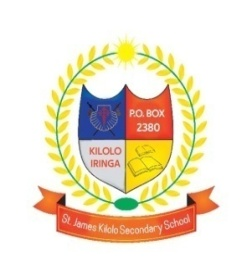 P.O. BOX
2380
KILOLO
IRINGA
St. James Kilolo Secondary School